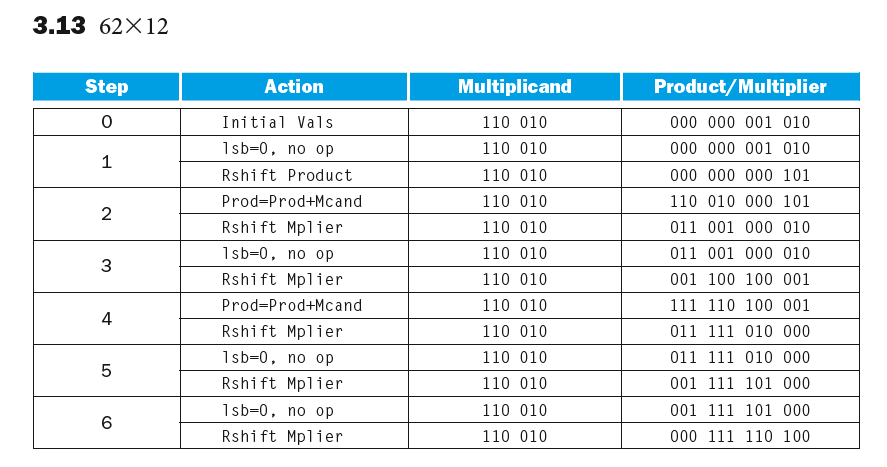 3.13 62×12
Step Action Multiplicand Product/Multiplier
0 Initial Vals 110 010 000 000 001 010
1 lsb=0, no op 110 010 000 000 001 010
Rshift Product 110 010 000 000 000 101
2 Prod=Prod+Mcand 110 010 110 010 000 101
Rshift Mplier 110 010 011 001 000 010
3 lsb=0, no op 110 010 011 001 000 010
Rshift Mplier 110 010 001 100 100 001
4 Prod=Prod+Mcand 110 010 111 110 100 001
Rshift Mplier 110 010 011 111 010 000
5 lsb=0, no op 110 010 011 111 010 000
Rshift Mplier 110 010 001 111 101 000
6 lsb=0, no op 110 010 001 111 101 000
Rshift Mplier 110 010 000 111 110 100